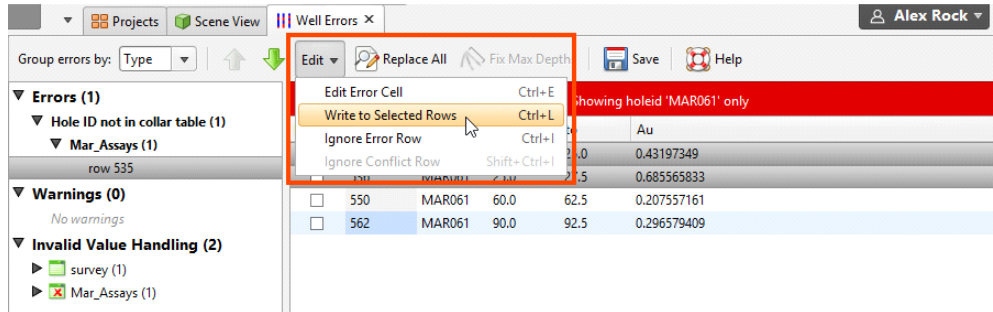 Projects Scene View Well Errors ×
Alex Rock
Group errors by: Type
Edit Replace All Fix Max Depth Save Help
Errors (1)
Hole ID not in collar table (1)
Mar_Assays (1)
row 535
Warnings (0)
No warnings
Invalid Value Handling (2)
survey (1)
Mar_Assays (1)
Edit Error Cell Ctrl+E
Write to Selected Rows Ctrl+L
Ignore Error Row Ctrl+I
Ignore Conflict Row Shift+Ctrl+I
Showing holeid 'MAR061' only
Au
0.43197349
MAR061 0.685565833
550 MAR061 60.0 62.5 0.207557161
562 MAR061 90.0 92.5 0.296579409